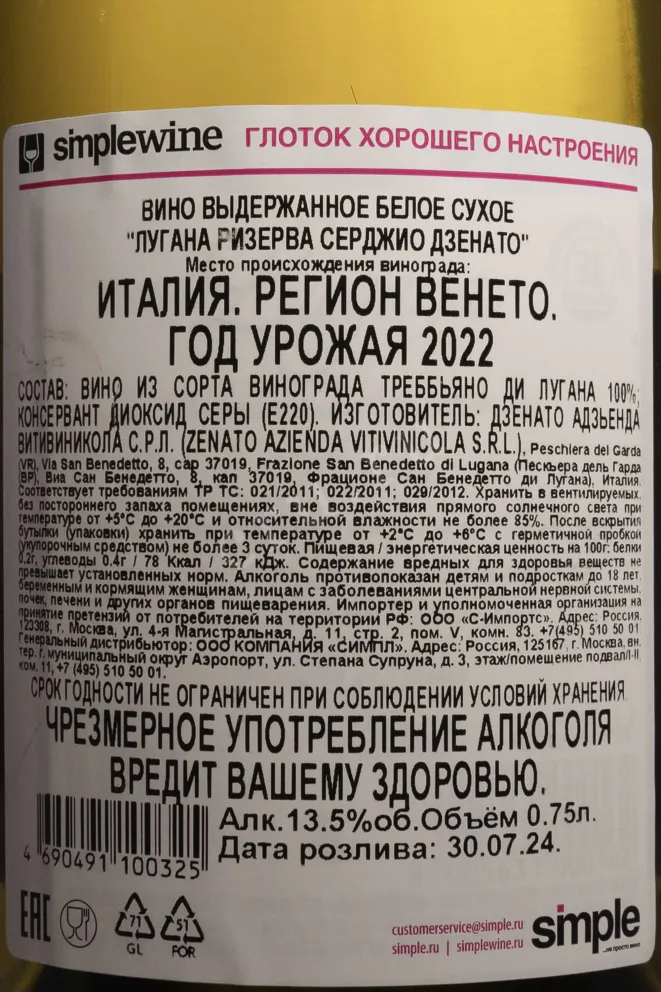 simplewine ГЛОТОК ХОРОШЕГО НАСТРОЕНИЯ
ВИНО ВЫДЕРЖАННОЕ БЕЛОЕ СУХОЕ
"ЛУГАНА РИЗЕРВА СЕРДЖИО ДЗЕНАТО"
Место происхождения винограда:
ИТАЛИЯ. РЕГИОН ВЕНЕТО.
ГОД УРОЖАЯ 2022
СОСТАВ: ВИНО ИЗ СОРТА ВИНОГРАДА ТРЕББЬЯНО ДИ ЛУГАНА 100%,
КОНСЕРВАНТ ДИОКСИД СЕРЫ (Е220). ИЗГОТОВИТЕЛЬ: ДЗЕНАТО АДЗЬЕНДА
ВИТИВИНИКОЛА С.Р.Л. (ZENATO AZIENDA VITIVINICOLA S.R.L.), Peschiera del Garda
(VR), Via San Benedetto, 8, cap 37019, Frazione San Benedetto di Lugana (Пескьера дель Гарда
(ВР), Виа Сан Бенедетто, 8, кап 37019, Фрационе Сан Бенедетто ди Лугана), Италия.
Соответствует требованиям ТР ТС: 021/2011; 022/2011; 029/2012. Хранить в вентилируемых,
без постороннего запаха помещениях, вне воздействия прямого солнечного света при
температуре от +5°С до +20°С и относительной влажности не более 85%. После вскрытия
бутылки (упаковки) хранить при температуре от +2°С до +6°С с герметичной пробкой
(укупорочным средством) не более 3 суток. Пищевая / энергетическая ценность на 100г: белки
0,2г, углеводы 0.4г / 78 Ккал / 327 кДж. Содержание вредных для здоровья веществ не
превышает установленных норм. Алкоголь противопоказан детям и подросткам до 18 лет,
беременным и кормящим женщинам, лицам с заболеваниями центральной нервной системы,
почек, печени и других органов пищеварения. Импортер и уполномоченная организация на
принятие претензий от потребителей на территории РФ: ООО «С-Импортс». Адрес: Россия,
123308, г. Москва, ул. 4-я Магистральная, д. 11, стр. 2, пом. V, комн. 83. +7(495) 510 50 01.
Генеральный дистрибьютор: ООО КОМПАНИЯ «СИМПЛ». Адрес: Россия, 125167, г. Москва, вн.
тер. г. муниципальный округ Аэропорт, ул. Степана Супруна, д. 3, этаж/помещение подвал/I-II
ком. 11, +7 (495) 510 50 01.
СРОК ГОДНОСТИ НЕ ОГРАНИЧЕН ПРИ СОБЛЮДЕНИИ УСЛОВИЙ ХРАНЕНИЯ
ЧРЕЗМЕРНОЕ УПОТРЕБЛЕНИЕ АЛКОГОЛЯ
ВРЕДИТ ВАШЕМУ ЗДОРОВЬЮ.
Алк.13.5%об.Объём 0.75л.
Дата розлива: 30.07.24.
4 690491 100325
EAC
71
GL
51
FOR
customerservice@simple.ru
simple.ru | simplewine.ru
simple
...не просто вино